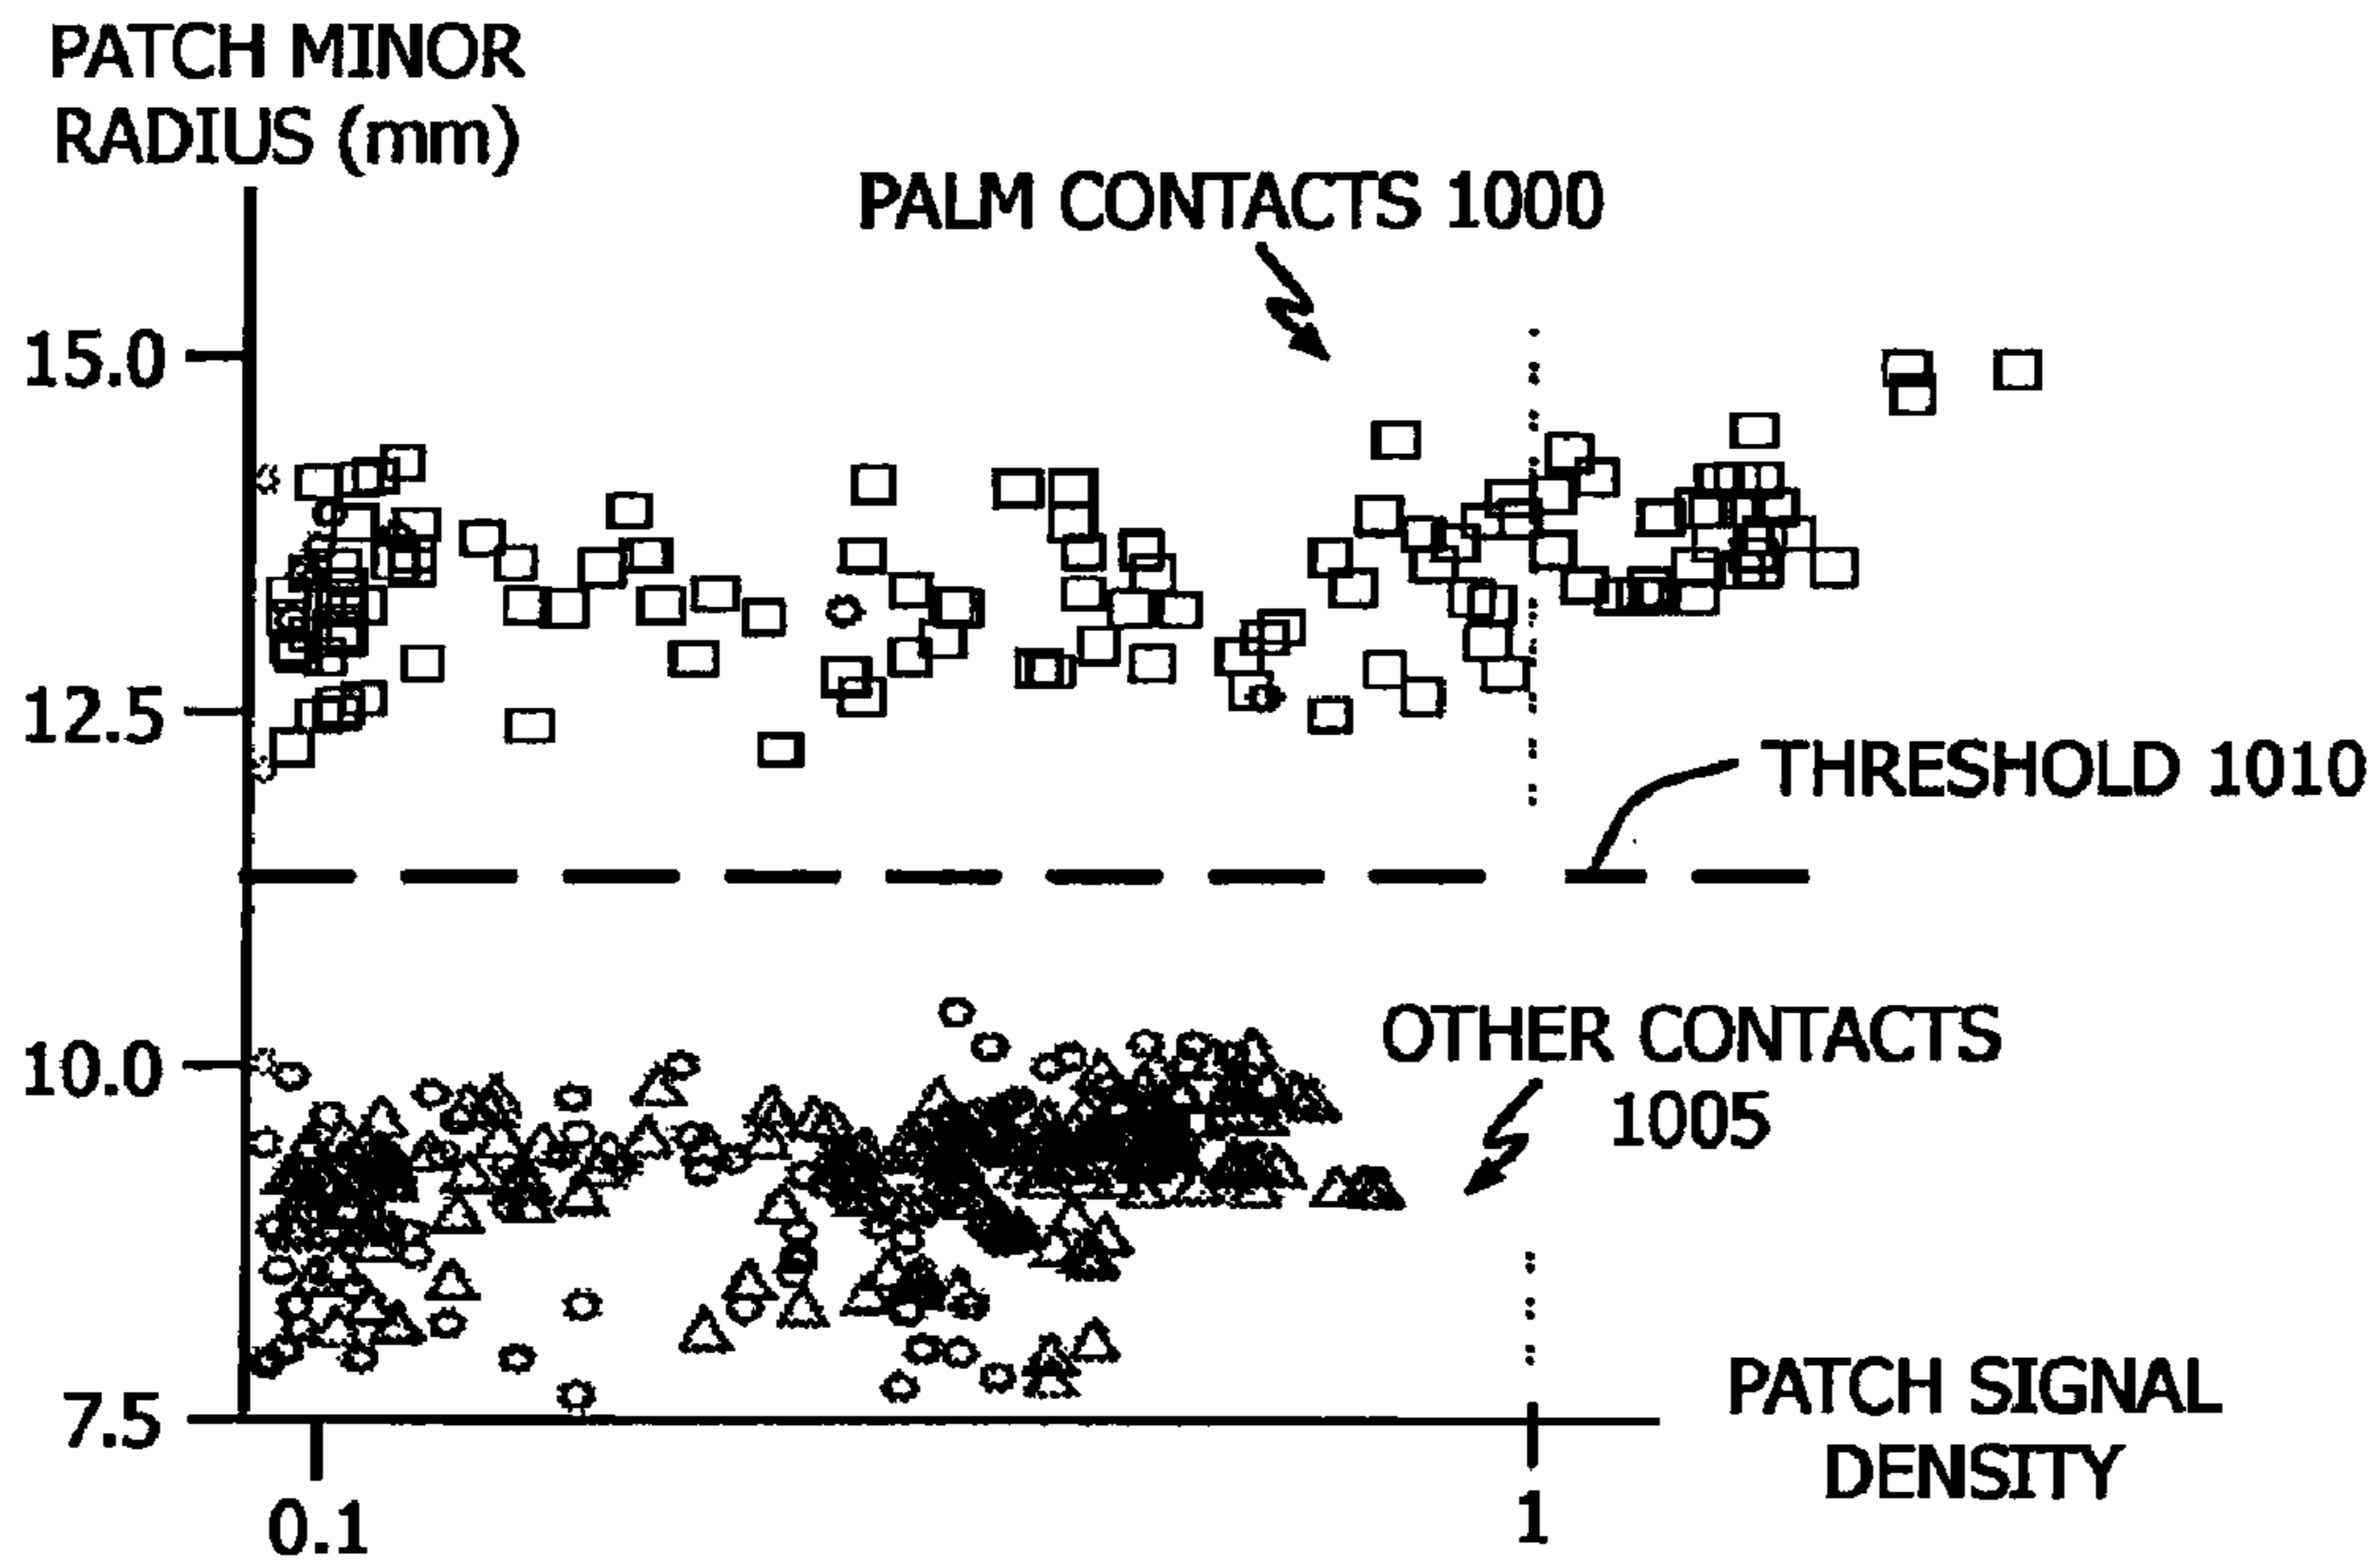 PATCH MINOR
RADIUS (mm)
PALM CONTACTS 1000
15.0
12.5
THRESHOLD 1010
10.0
OTHER CONTACTS
1005
7.5
PATCH SIGNAL
DENSITY
0.1
1